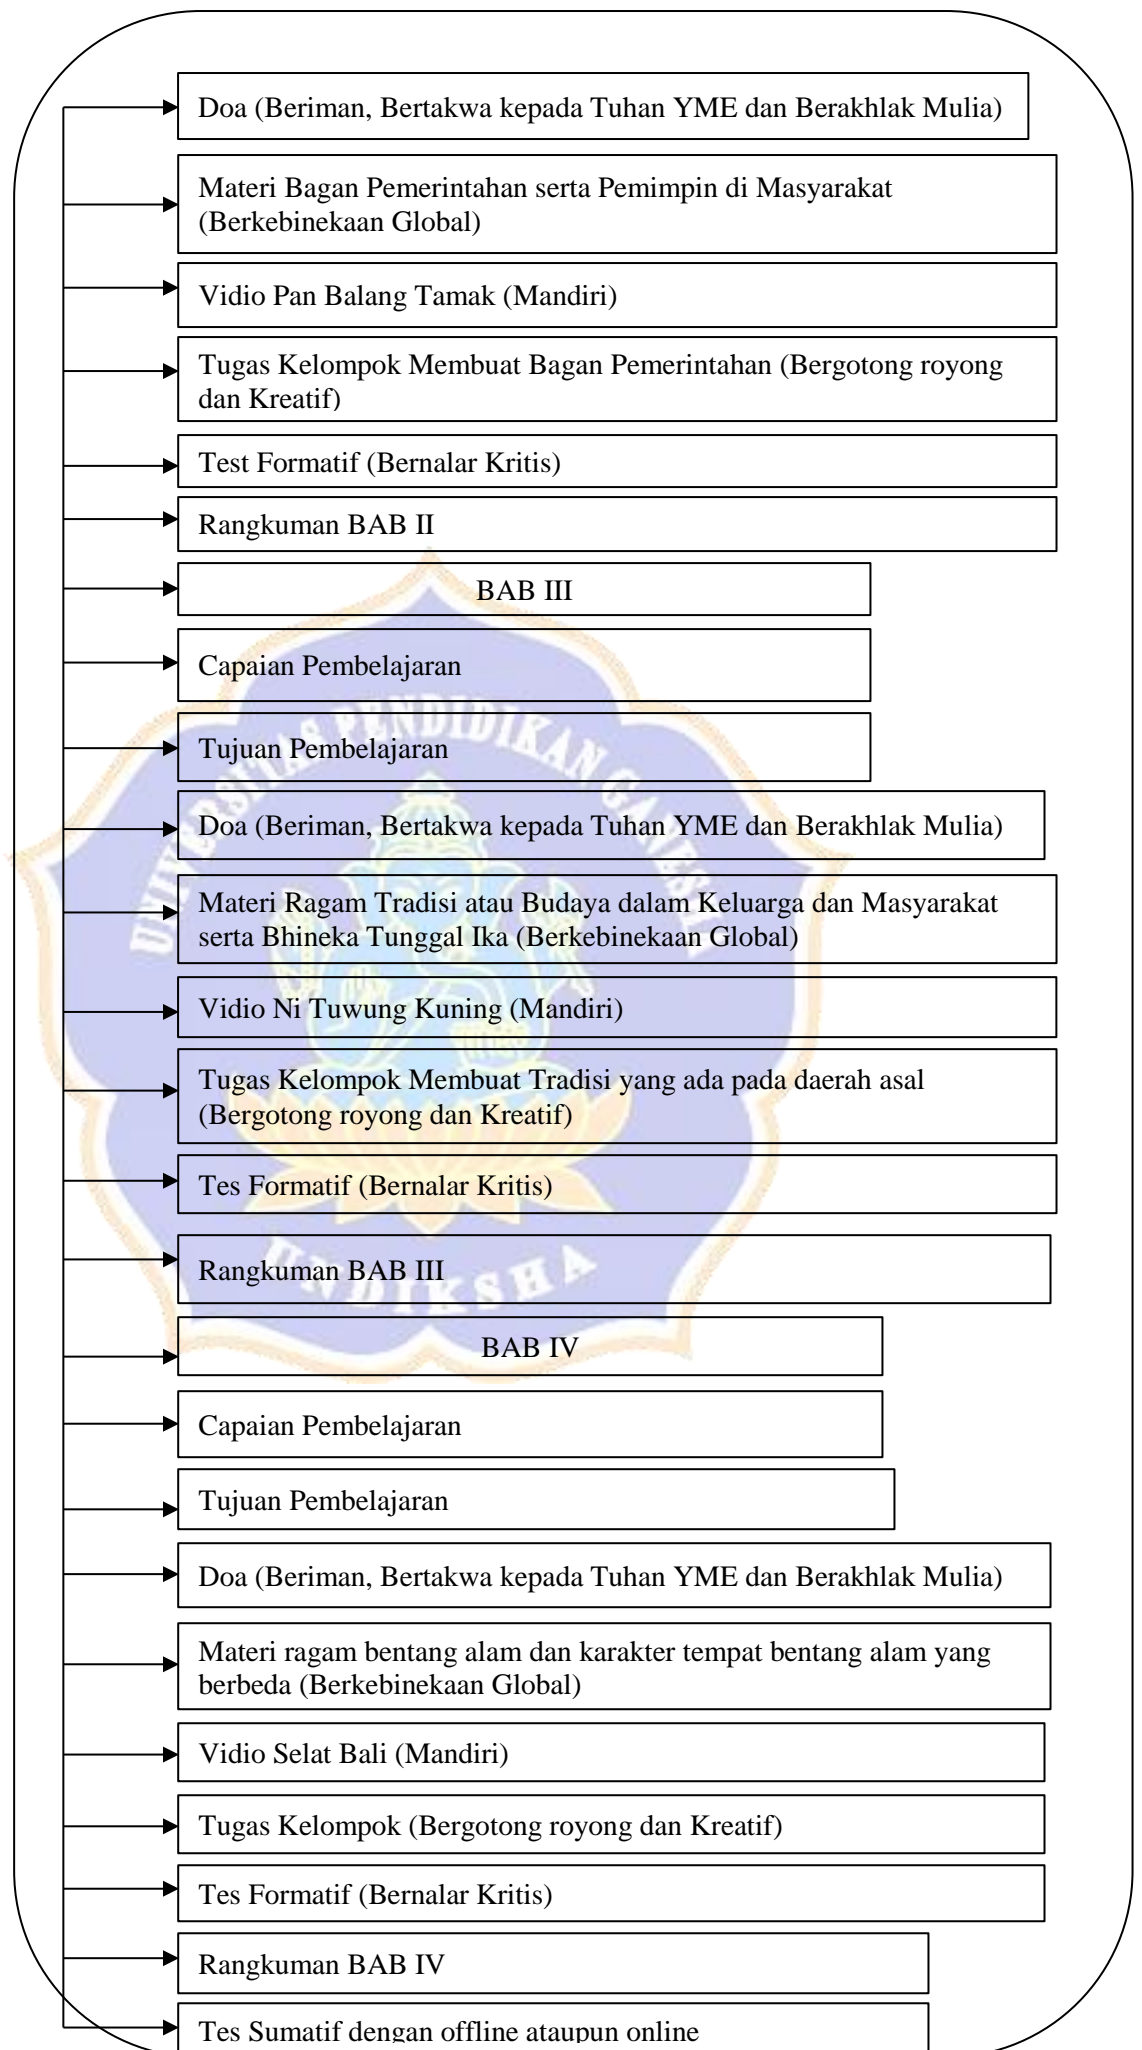 Doa (Beriman, Bertakwa kepada Tuhan YME dan Berakhlak Mulia)
Materi Bagan Pemerintahan serta Pemimpin di Masyarakat
(Berkebinekaan Global)
Vidio Pan Balang Tamak (Mandiri)
Tugas Kelompok Membuat Bagan Pemerintahan (Bergotong royong
dan Kreatif)
Test Formatif (Bernalar Kritis)
Rangkuman BAB II
BAB III
Capaian Pembelajaran
UNIVERSITAS PENDIDIKAN GANESHA
Tujuan Pembelajaran
Doa (Beriman, Bertakwa kepada Tuhan YME dan Berakhlak Mulia)
Materi Ragam Tradisi atau Budaya dalam Keluarga dan Masyarakat
serta Bhineka Tunggal Ika (Berkebinekaan Global)
Vidio Ni Tuwung Kuning (Mandiri)
Tugas Kelompok Membuat Tradisi yang ada pada daerah asal
(Bergotong royong dan Kreatif)
Tes Formatif (Bernalar Kritis)
Rangkuman BAB III
UNDIKSHA
BAB IV
Capaian Pembelajaran
Tujuan Pembelajaran
Doa (Beriman, Bertakwa kepada Tuhan YME dan Berakhlak Mulia)
Materi ragam bentang alam dan karakter tempat bentang alam yang
berbeda (Berkebinekaan Global)
Vidio Selat Bali (Mandiri)
Tugas Kelompok (Bergotong royong dan Kreatif)
Tes Formatif (Bernalar Kritis)
Rangkuman BAB IV
Tes Sumatif dengan offline ataupun online